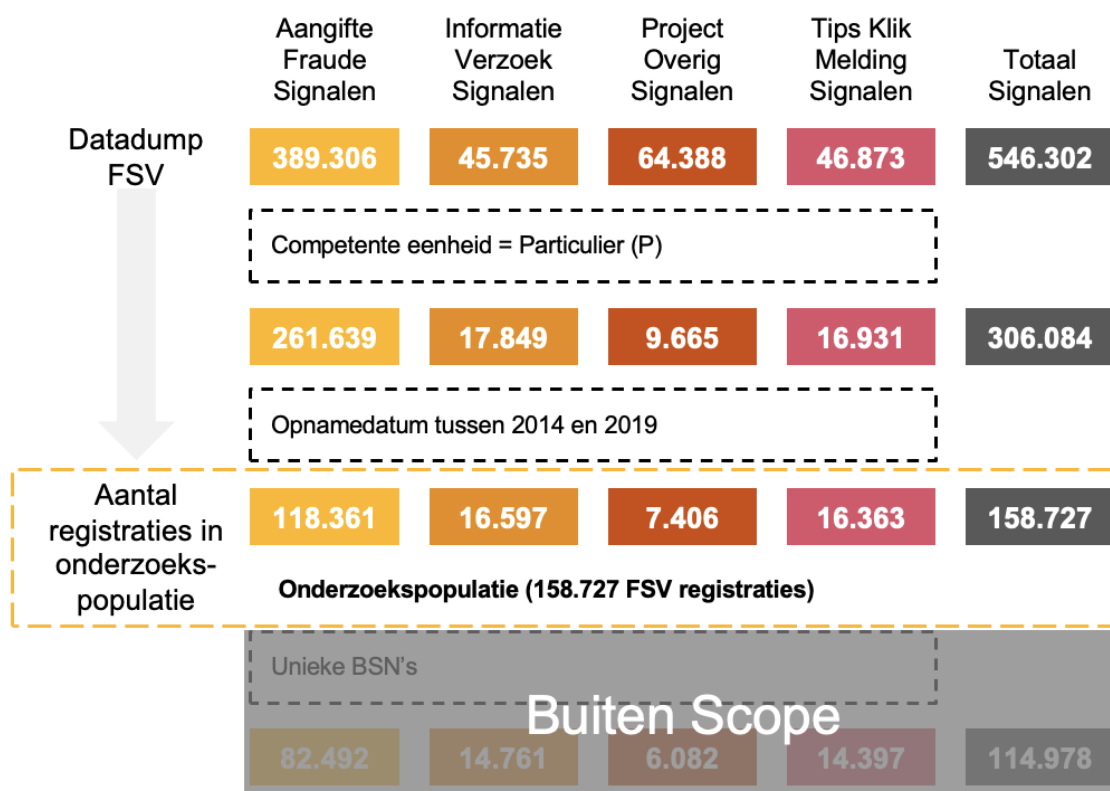 Aangifte Fraude Signalen
Informatie Verzoek Signalen
Project Overig Signalen
Tips Klik Melding Signalen
Totaal Signalen
Datadump FSV
389.306 45.735 64.388 46.873 546.302
Competente eenheid = Particulier (P)
261.639 17.849 9.665 16.931 306.084
Opnamedatum tussen 2014 en 2019
Aantal registraties in onderzoeks-populatie
118.361 16.597 7.406 16.363 158.727
Onderzoekspopulatie (158.727 FSV registraties)
Unieke BSN's
Buiten Scope
82.492 14.761 6.082 14.397 114.978